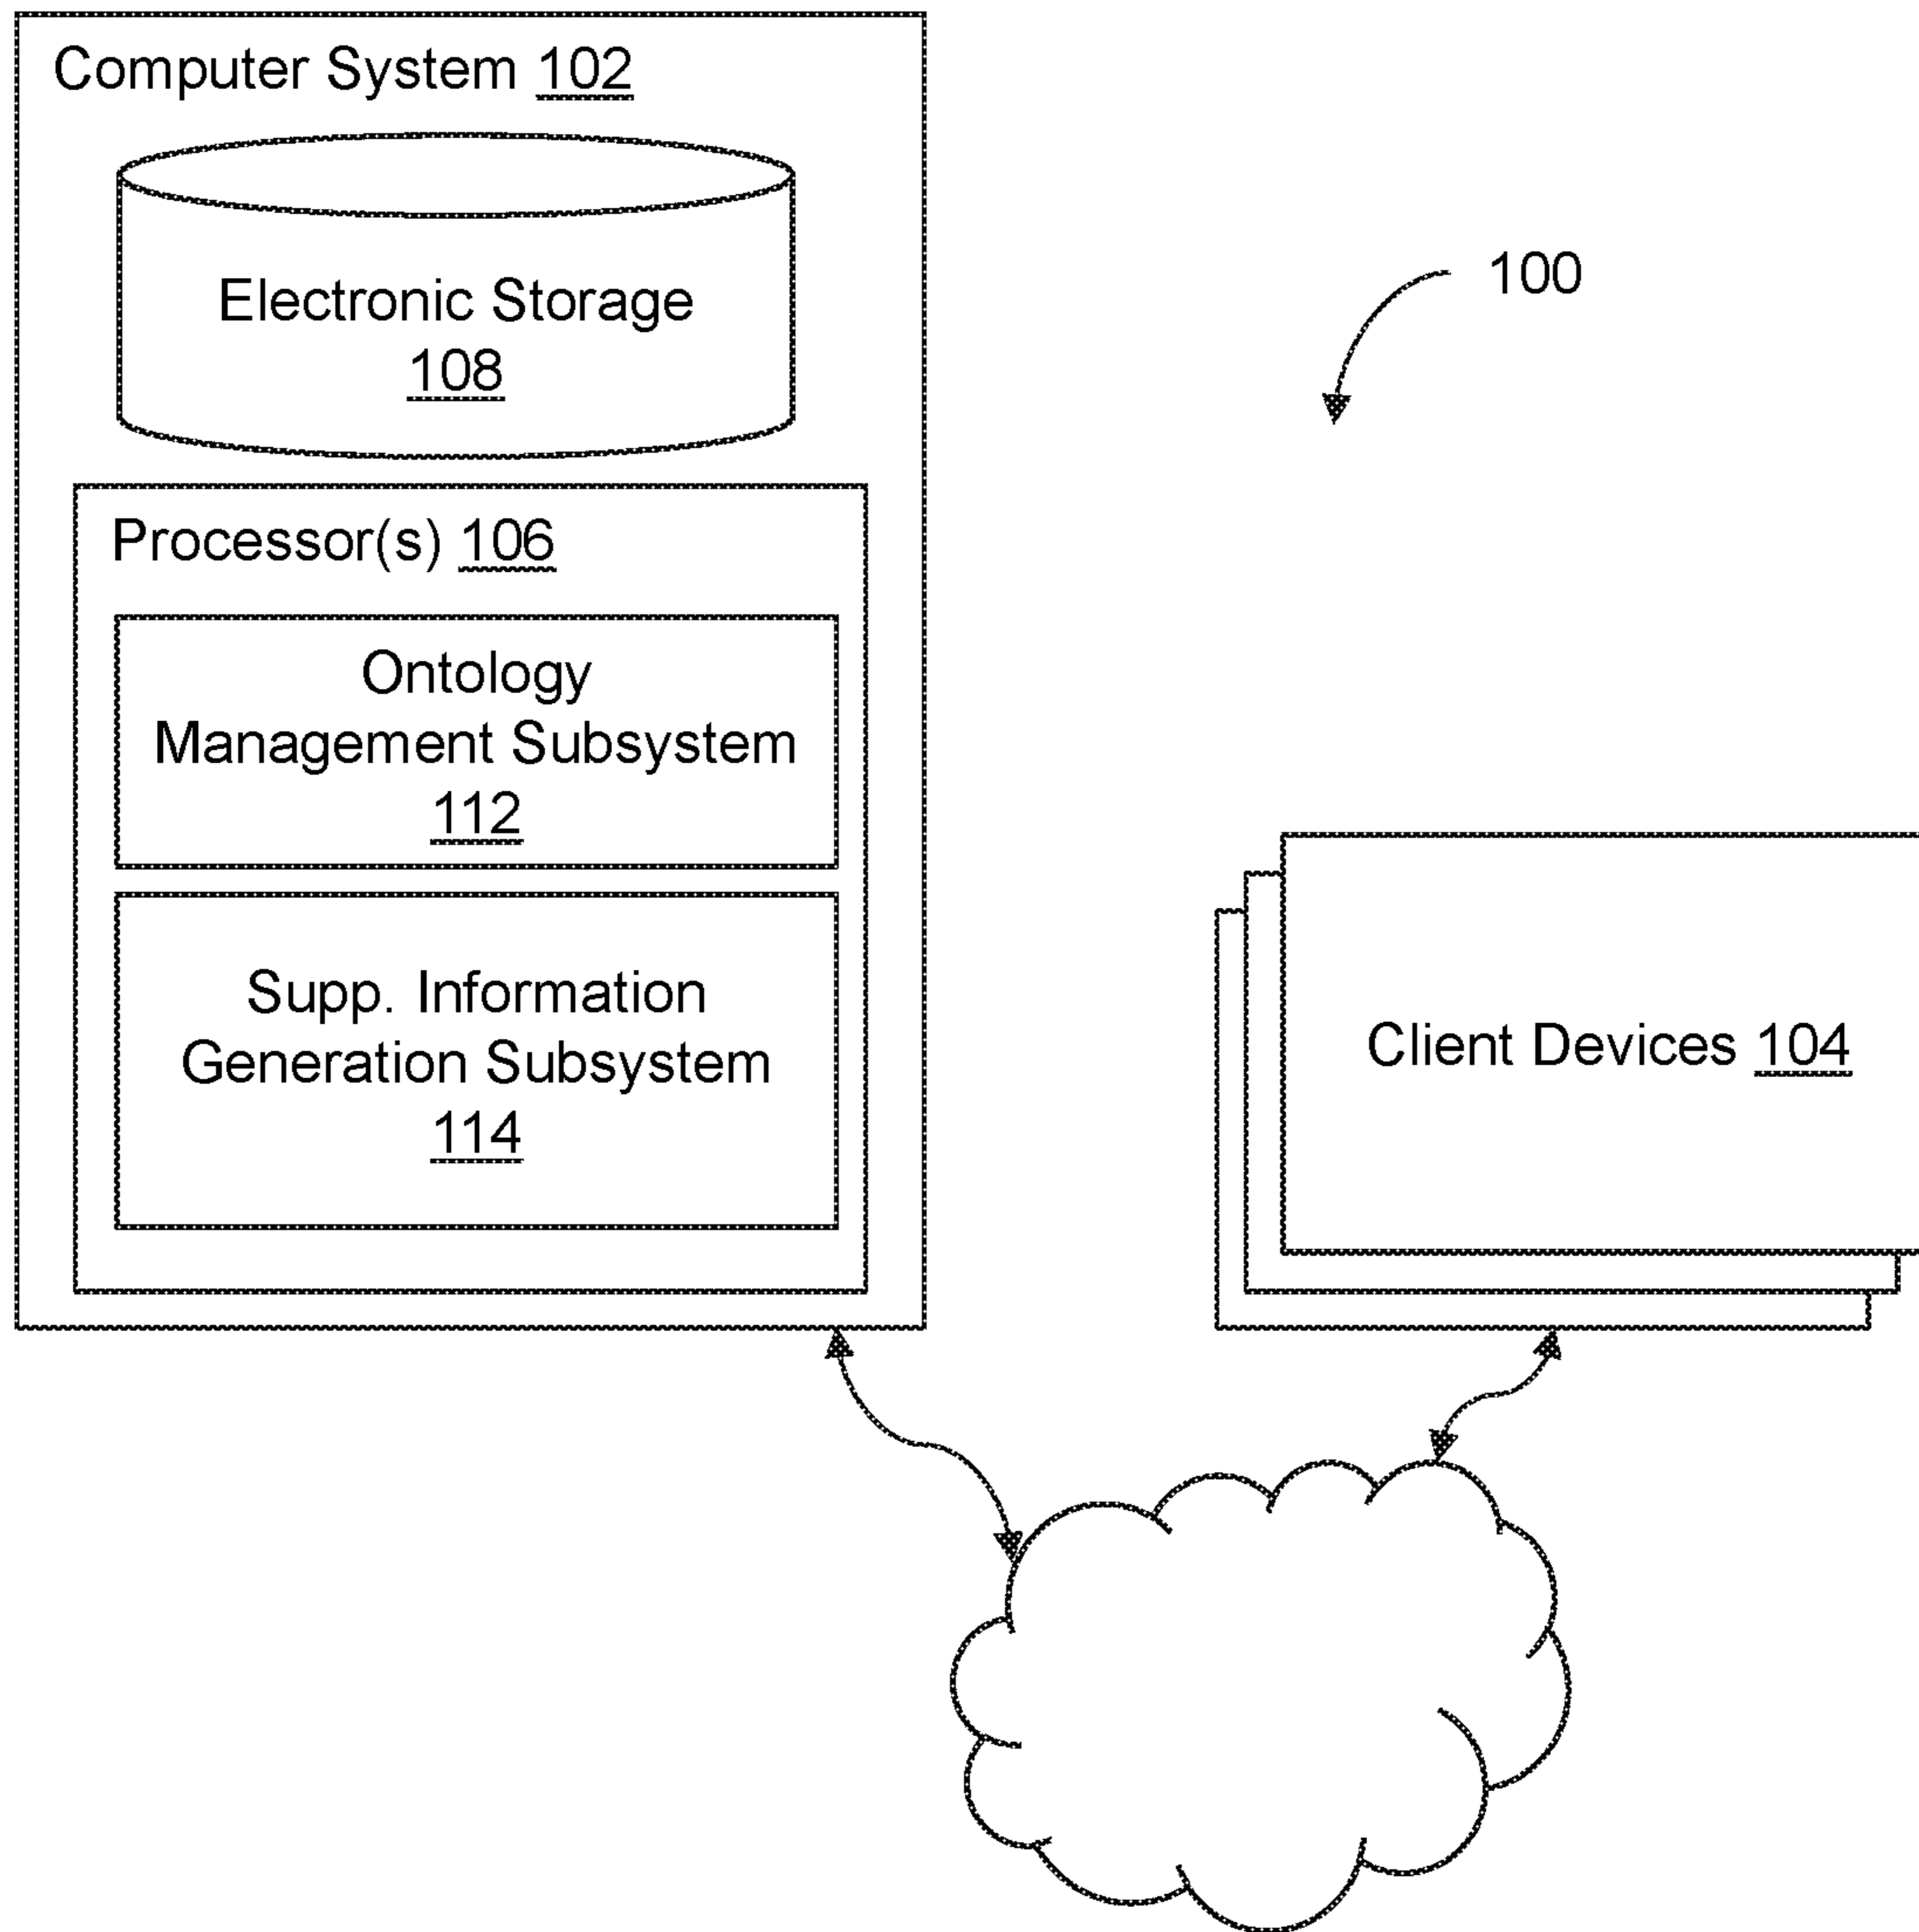 Computer System 102
Electronic Storage
108
100
Processor(s) 106
Ontology
Management Subsystem
112
Supp. Information
Generation Subsystem
114
Client Devices 104